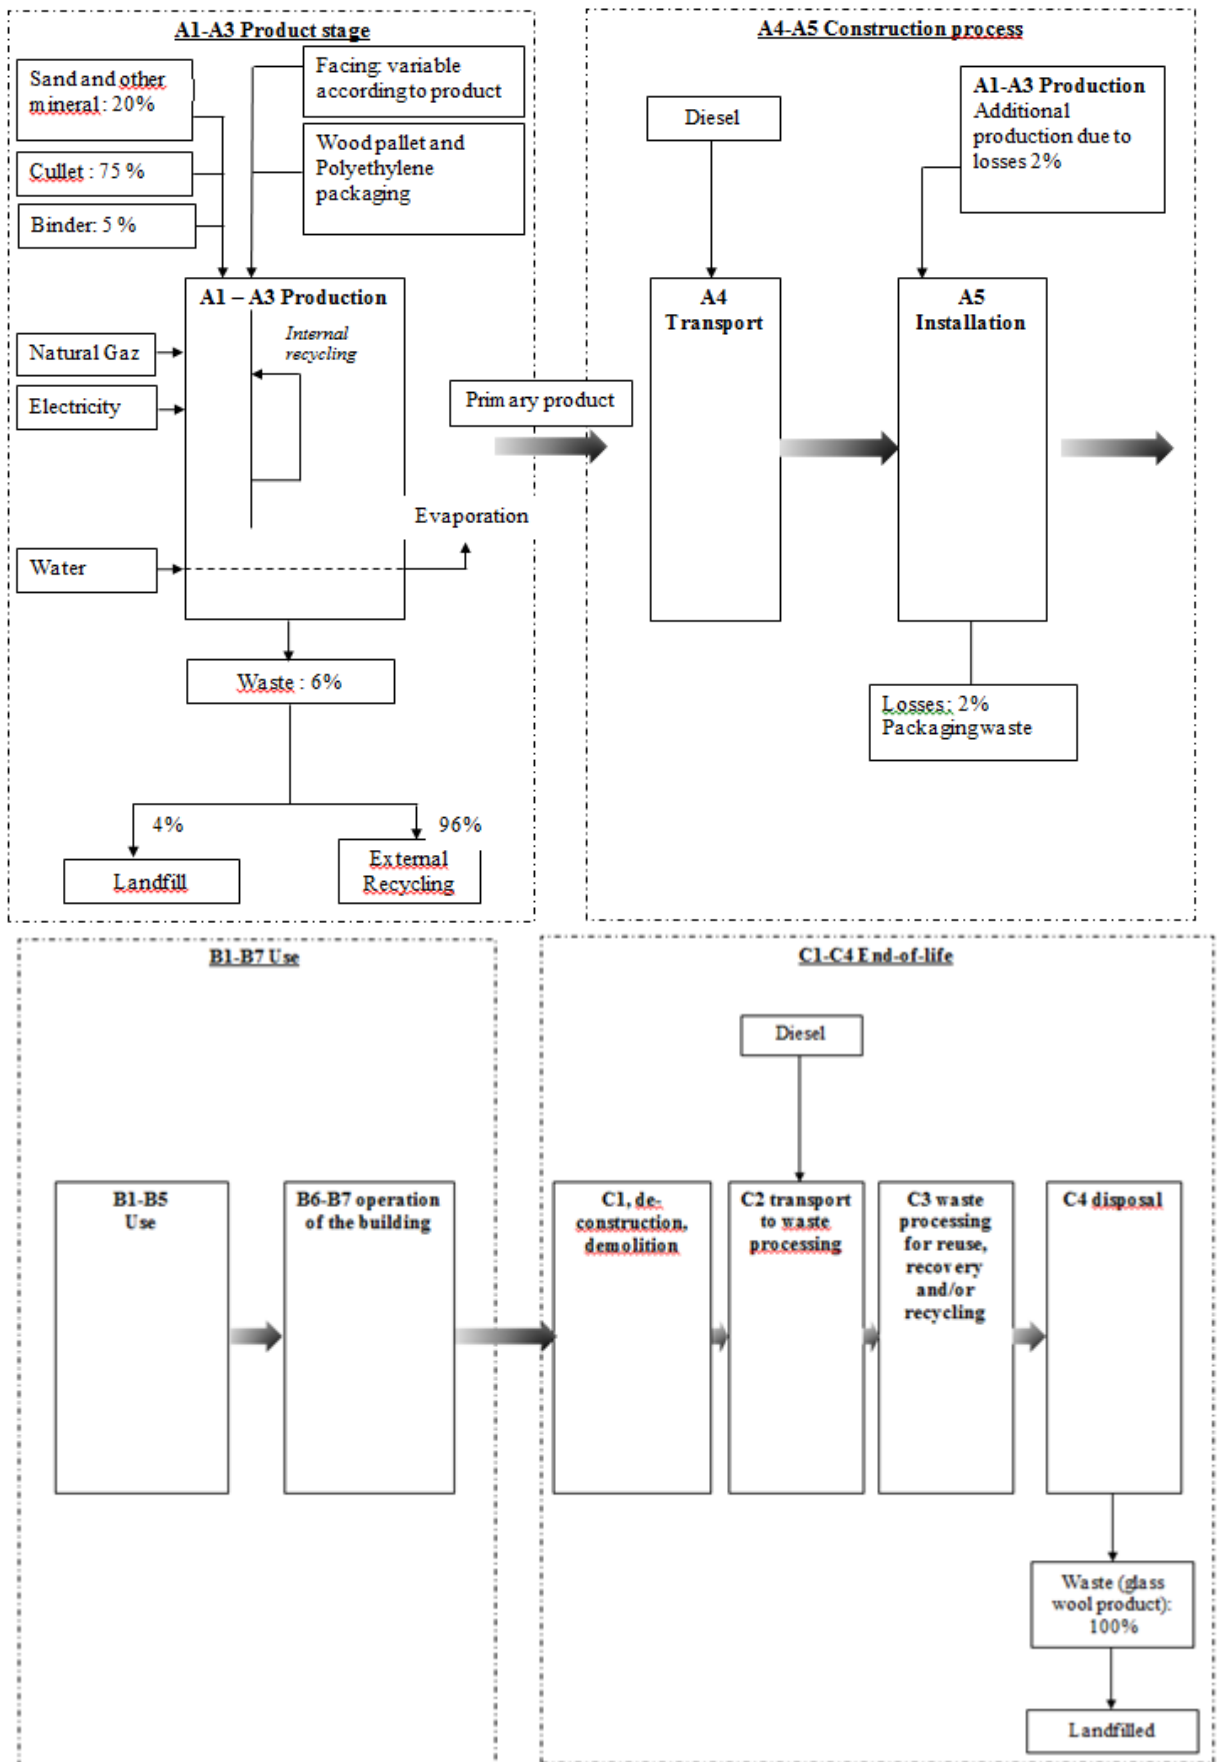 A1-A3 Product stage
Sand and other
mineral : 20%
Cullet : 75 %
Binder: 5 %
Facing: variable
according to product
Wood pallet and
Polyethylene
packaging
A1 – A3 Production
Internal
recycling
Natural Gaz
Electricity
Water
Evaporation
Primary product
Waste : 6%
4%
96%
Landfill
External
Recycling
A4-A5 Construction process
Diesel
A1-A3 Production
Additional
production due to
losses 2%
A4
Transport
A5
Installation
Losses: 2%
Packaging waste
B1-B7 Use
B1-B5
Use
B6-B7 operation
of the building
C1-C4 End-of-life
Diesel
C1, de-
construction,
demolition
C2 transport
to waste
processing
C3 waste
processing
for reuse,
recovery
and/or
recycling
C4 disposal
Waste (glass
wool product):
100%
Landfilled